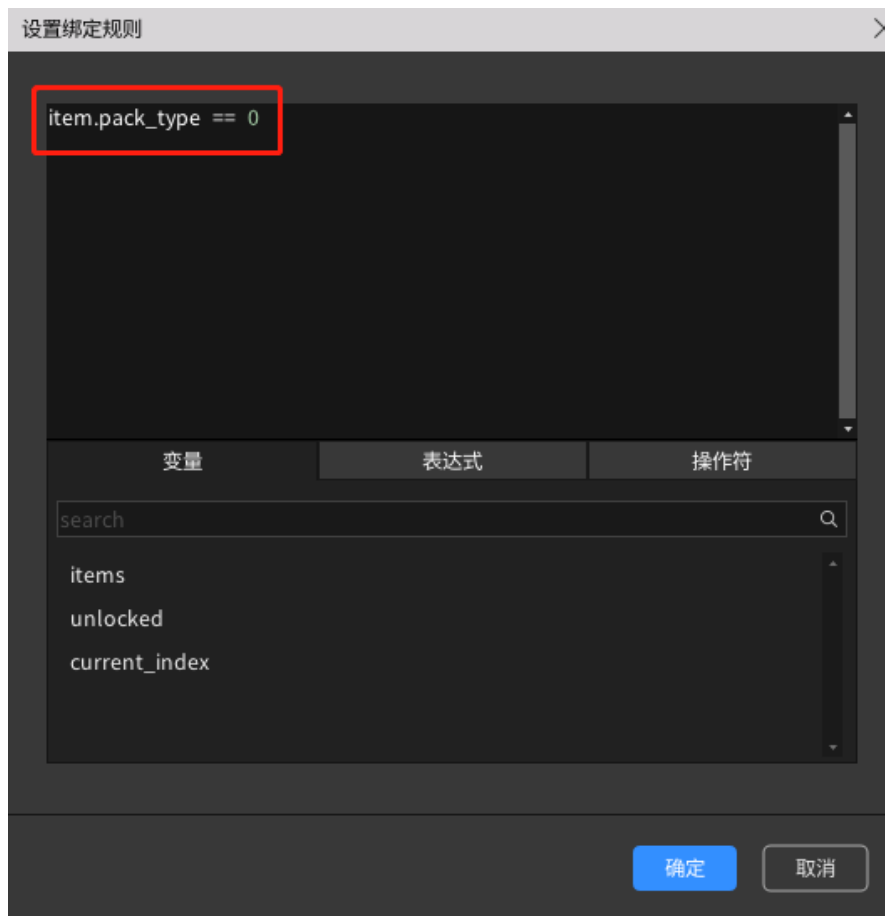 设置绑定规则
item.pack_type == 0
变量 表达式 操作符
search
items
unlocked
current_index
确定 取消